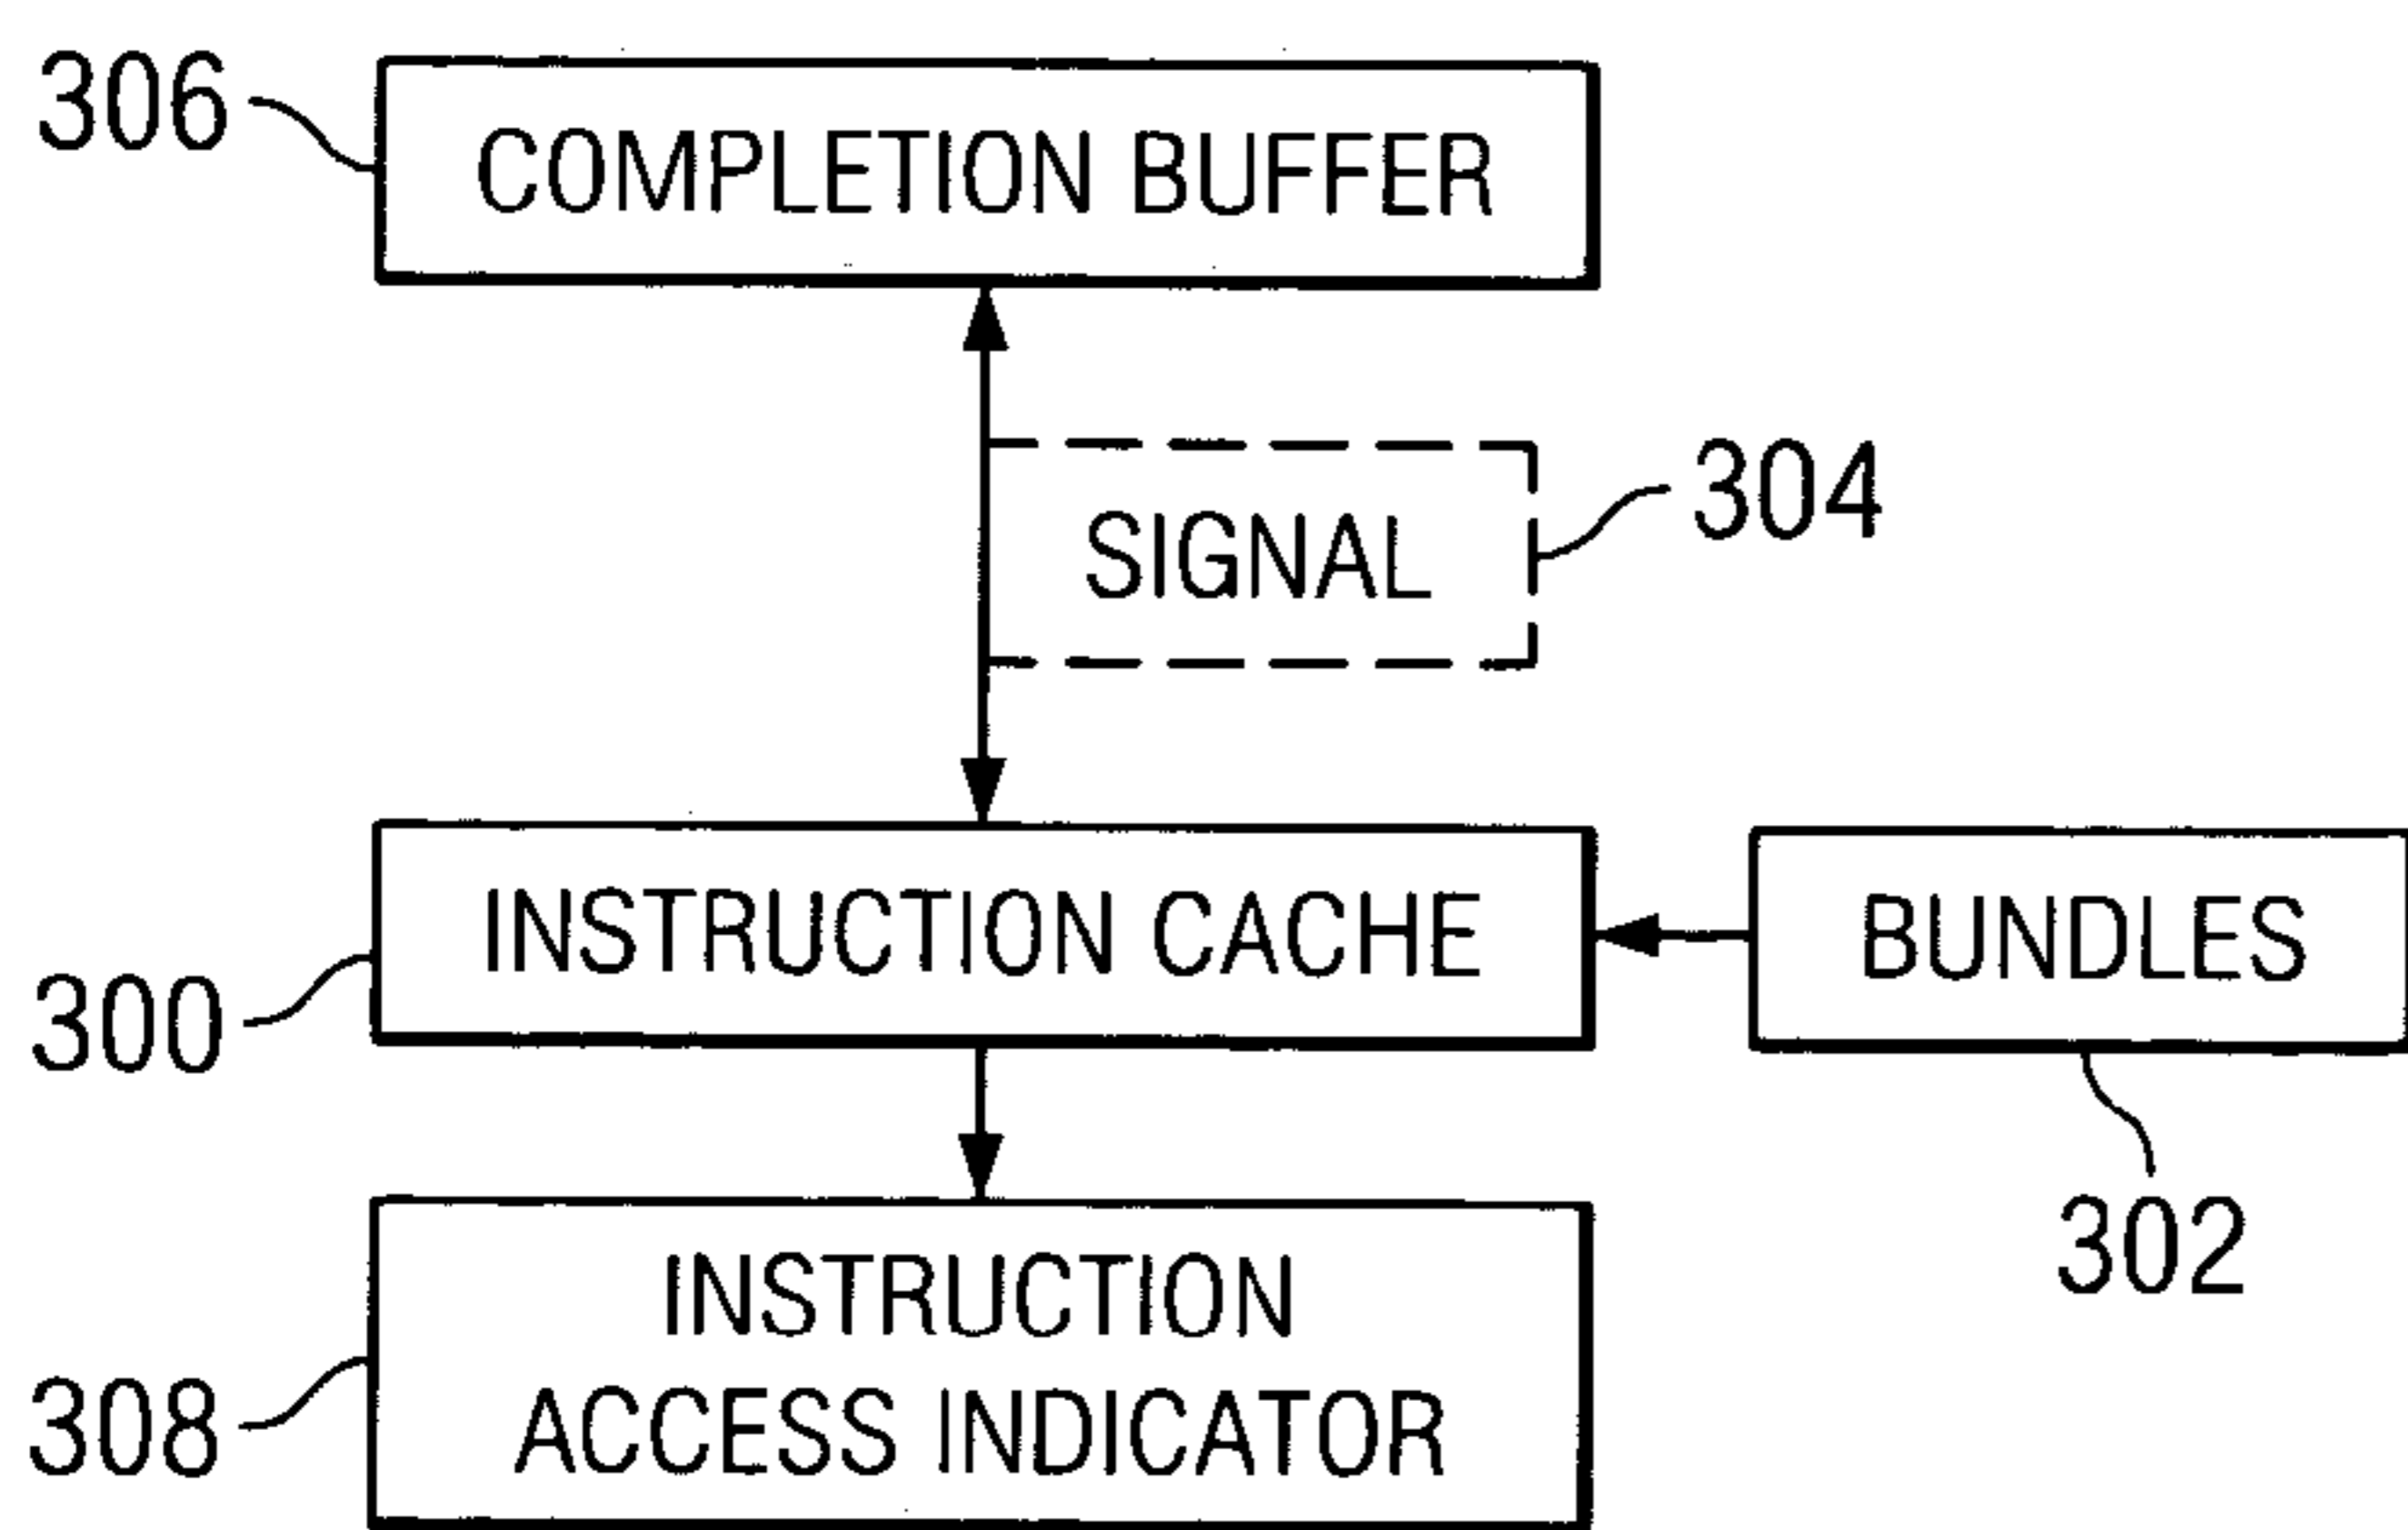 306
COMPLETION BUFFER
SIGNAL
304
INSTRUCTION CACHE
BUNDLES
300
302
INSTRUCTION
ACCESS INDICATOR
308